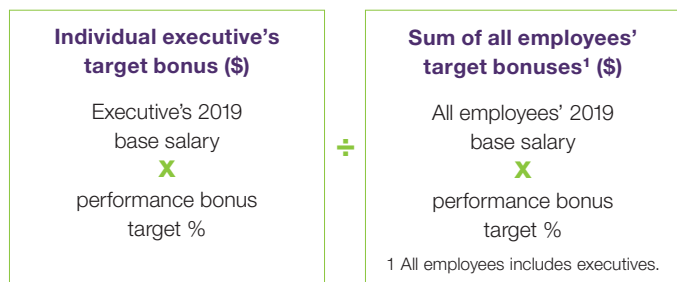 Individual executive’s
target bonus ($)
Executive’s 2019
base salary
X
performance bonus
target %
÷
Sum of all employees’
target bonuses¹ ($)
All employees’ 2019
base salary
X
performance bonus
target %
1 All employees includes executives.